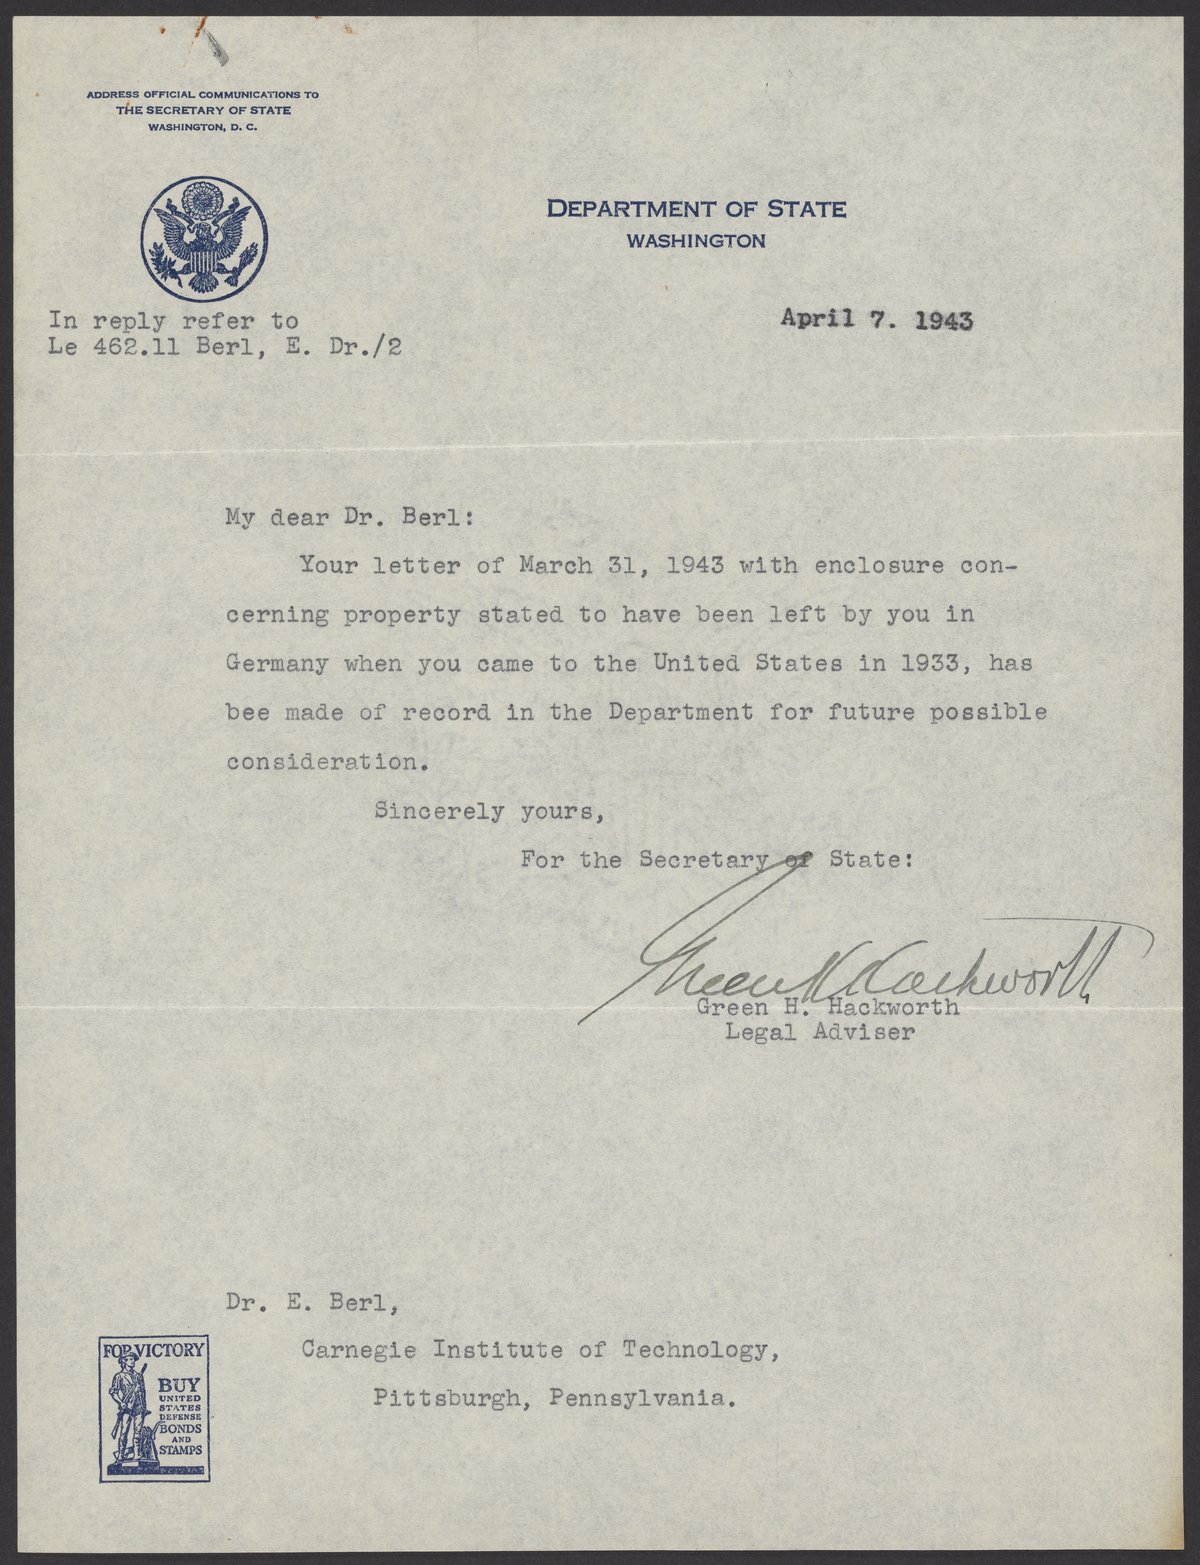 ADDRESS OFFICIAL COMMUNICATIONS TO
THE SECRETARY OF STATE
WASHINGTON, D. C.
DEPARTMENT OF STATE
WASHINGTON
In reply refer to
Le 462.11 Berl, E. Dr./2
April 7. 1943
My dear Dr. Berl:
Your letter of March 31, 1943 with enclosure con-
cerning property stated to have been left by you in
Germany when you came to the United States in 1933, has
bee made of record in the Department for future possible
consideration.
Sincerely yours,
For the Secretary of State:
Green H. Hackworth
Green H. Hackworth
Legal Adviser
Dr. E. Berl,
Carnegie Institute of Technology,
Pittsburgh, Pennsylvania.
FOR VICTORY
BUY
UNITED
STATES
DEFENSE
BONDS
AND
STAMPS